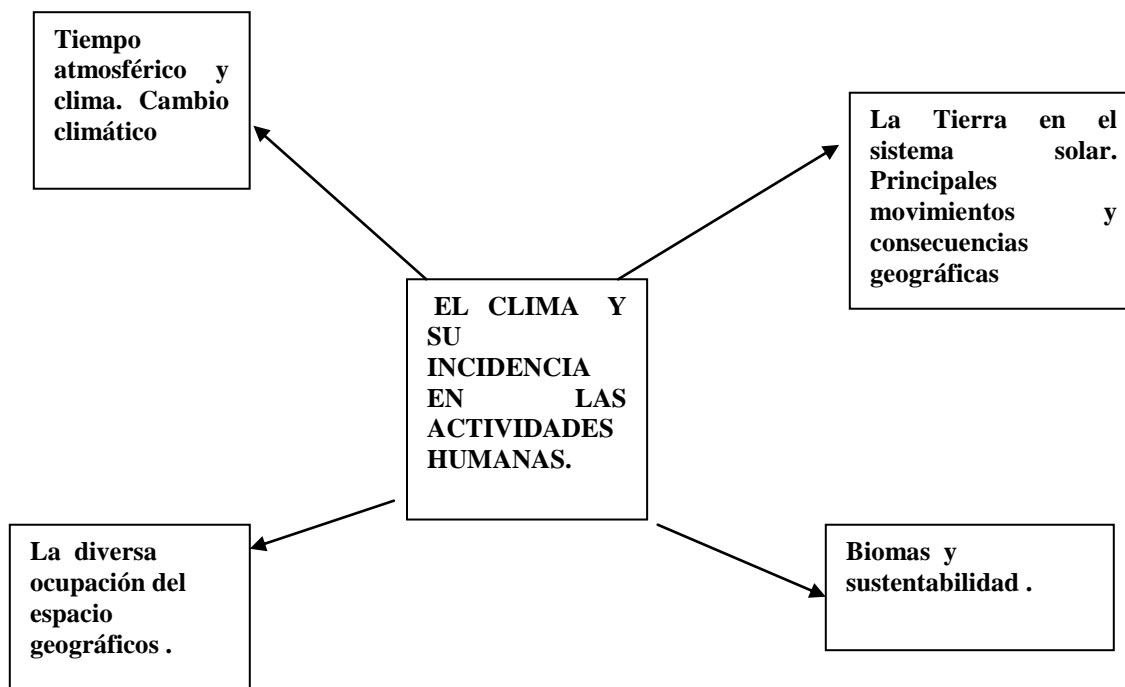 Tiempo
atmosférico y
clima. Cambio
climático
La Tierra en el
sistema solar.
Principales
movimientos y
consecuencias
geográficas
EL CLIMA Y
SU
INCIDENCIA
EN LAS
ACTIVIDADES
HUMANAS.
La diversa
ocupación del
espacio
geográficos .
Biomas y
sustentabilidad .